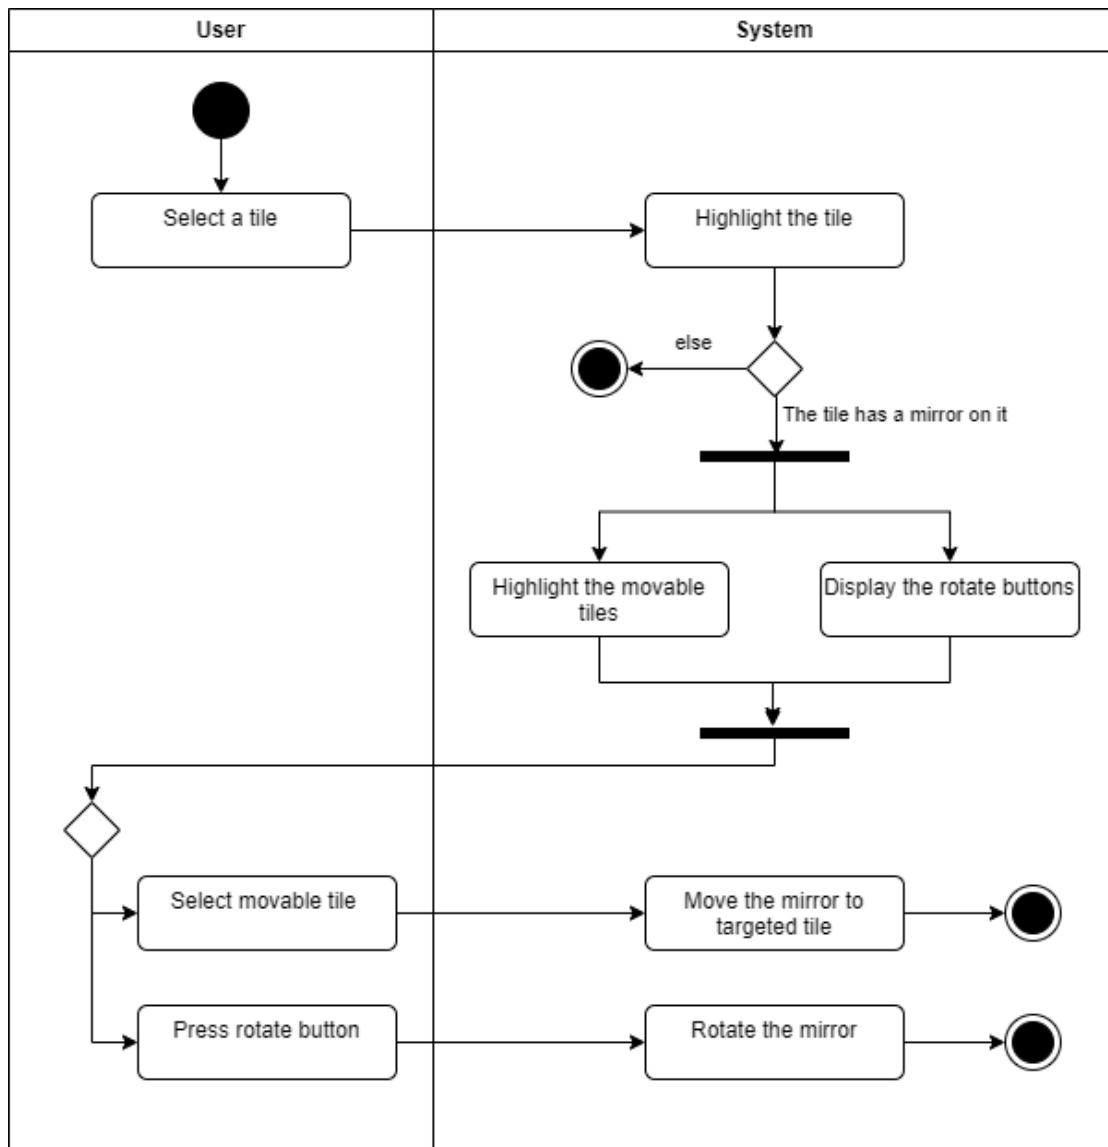 User
System
Select a tile
Highlight the tile
else
The tile has a mirror on it
Highlight the movable
tiles
Display the rotate buttons
Select movable tile
Move the mirror to
targeted tile
Press rotate button
Rotate the mirror